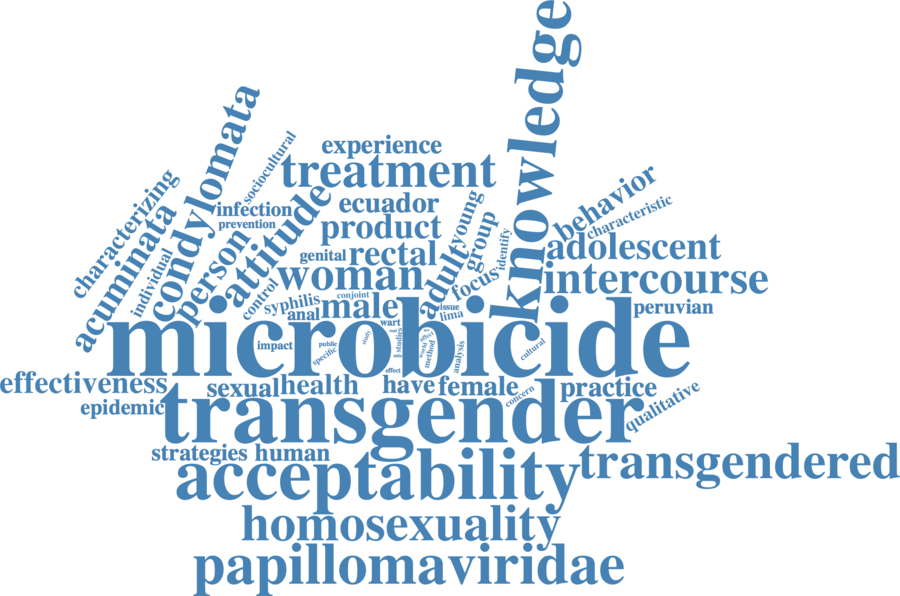 knowledge
experience
treatment
condylomata
sociocultural
characterizing
acuminata
infection
prevention
individual
person
attitude
ecuador
product
genital
rectal
woman
control
syphilis
anal
male
conjoint
adult
young
group
focus
identify
behavior
characteristic
adolescent
intercourse
peruvian
issue
lima
wart
microbicide
impact
public
specific
study
studies
world
effect
method
analysis
cultural
effect
effectiveness
sexual
health
have
female
concern
practice
epidemic
transgender
qualitative
strategies
human
acceptability
transgendered
homosexuality
papillomaviridae